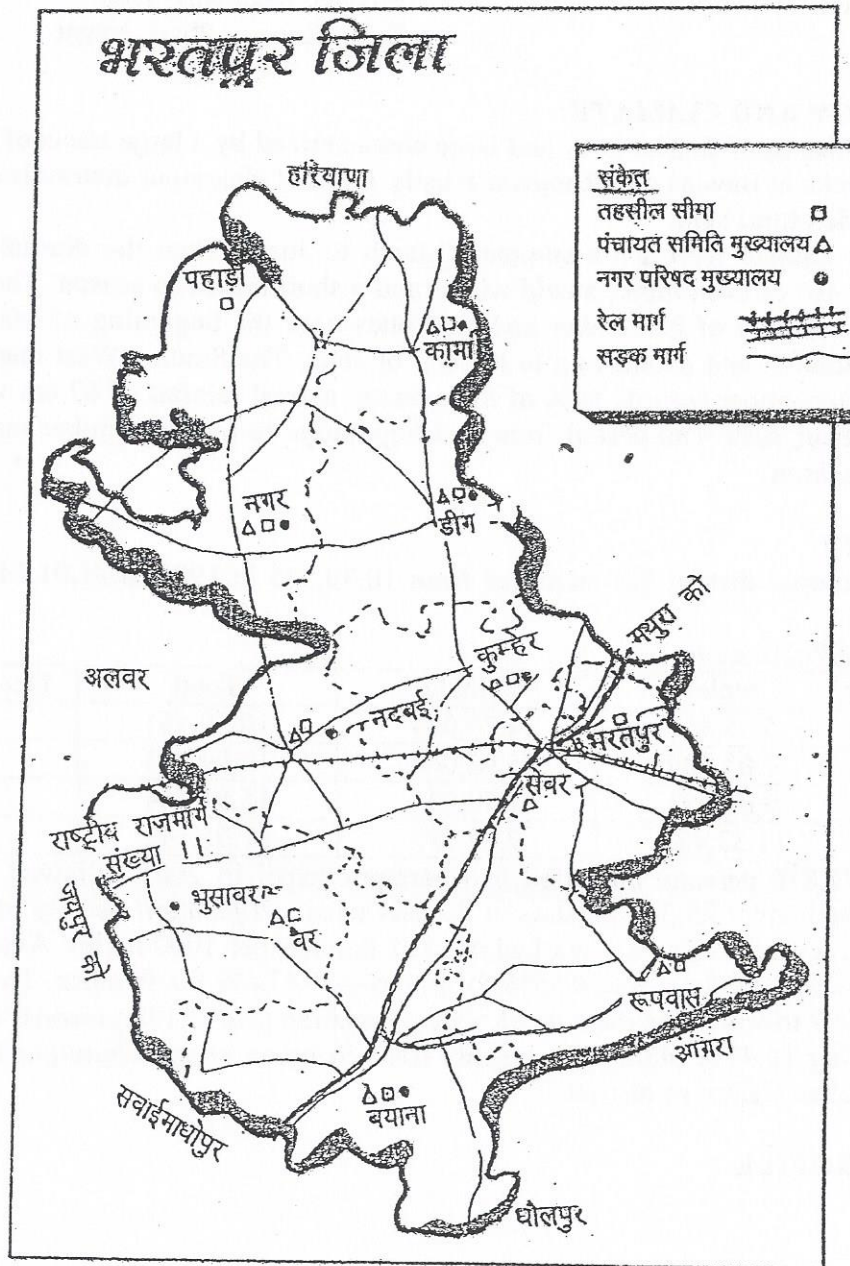 भरतपुर जिला
संकेत
तहसील सीमा
पंचायत समिति मुख्यालय
नगर परिषद मुख्यालय
रेल मार्ग
सड़क मार्ग
हरियाणा
पहाड़ी
कामां
नगर
डीग
मथुरा को
कुम्हेर
अलवर
नदबई
भरतपुर
सेवर
राष्ट्रीय राजमार्ग
संख्या 11
जयपुर को
भुसावर
वेर
रूपवास
आगरा
सवाईमाधोपुर
बयाना
धोलपुर